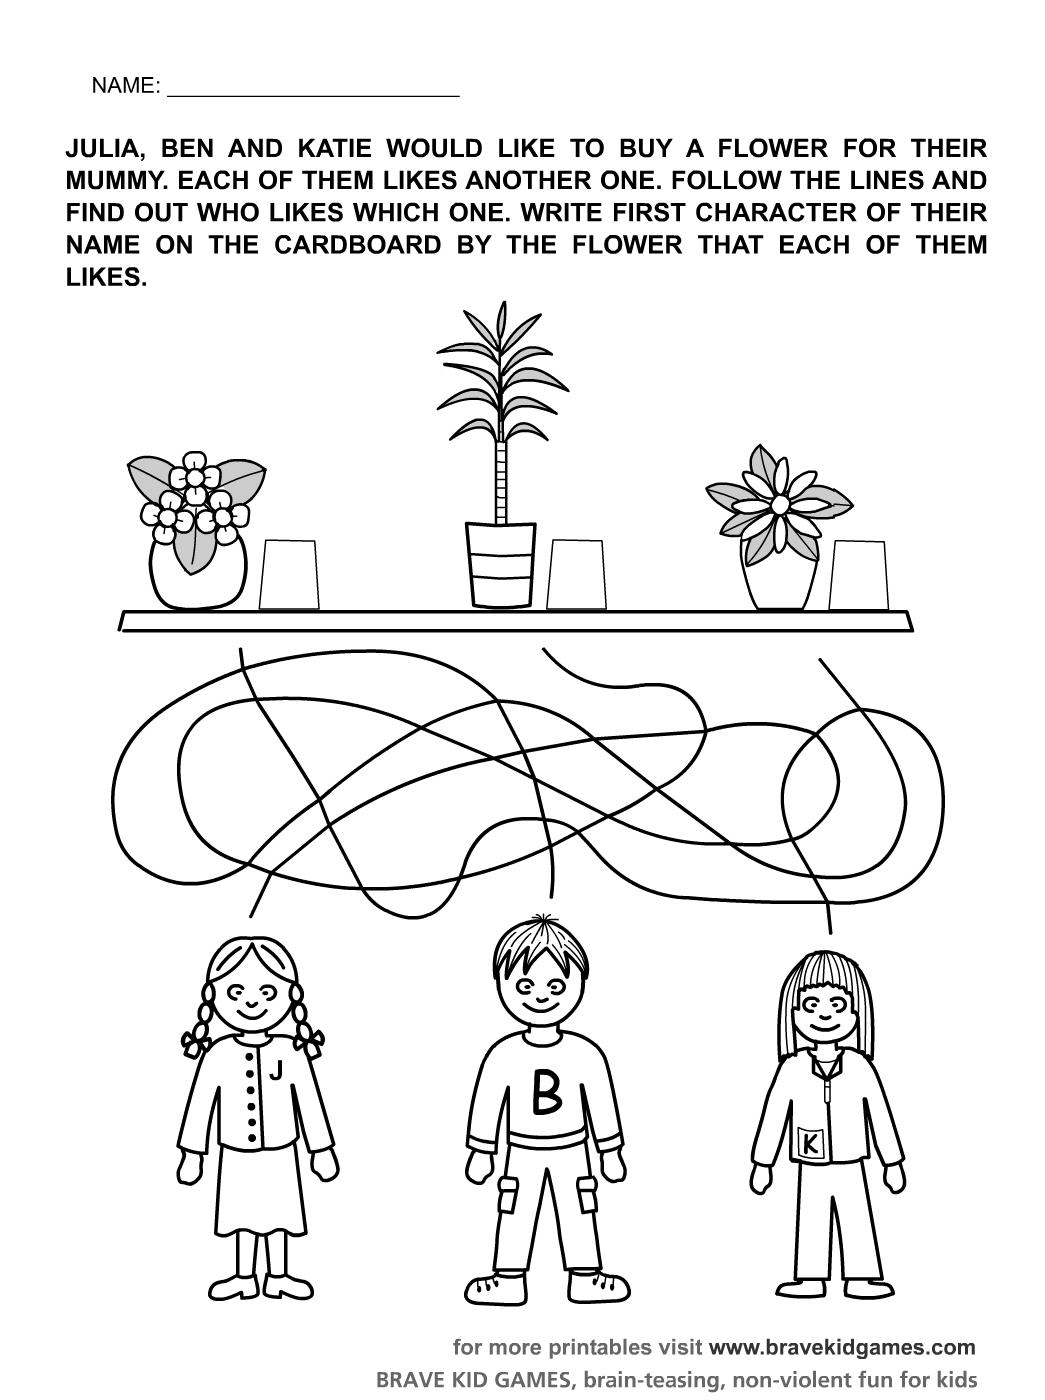 NAME: ________________________
JULIA, BEN AND KATIE WOULD LIKE TO BUY A FLOWER FOR THEIR
MUMMY. EACH OF THEM LIKES ANOTHER ONE. FOLLOW THE LINES AND
FIND OUT WHO LIKES WHICH ONE. WRITE FIRST CHARACTER OF THEIR
NAME ON THE CARDBOARD BY THE FLOWER THAT EACH OF THEM
LIKES.
J
B
K
for more printables visit www.bravekidgames.com
BRAVE KID GAMES, brain-teasing, non-violent fun for kids